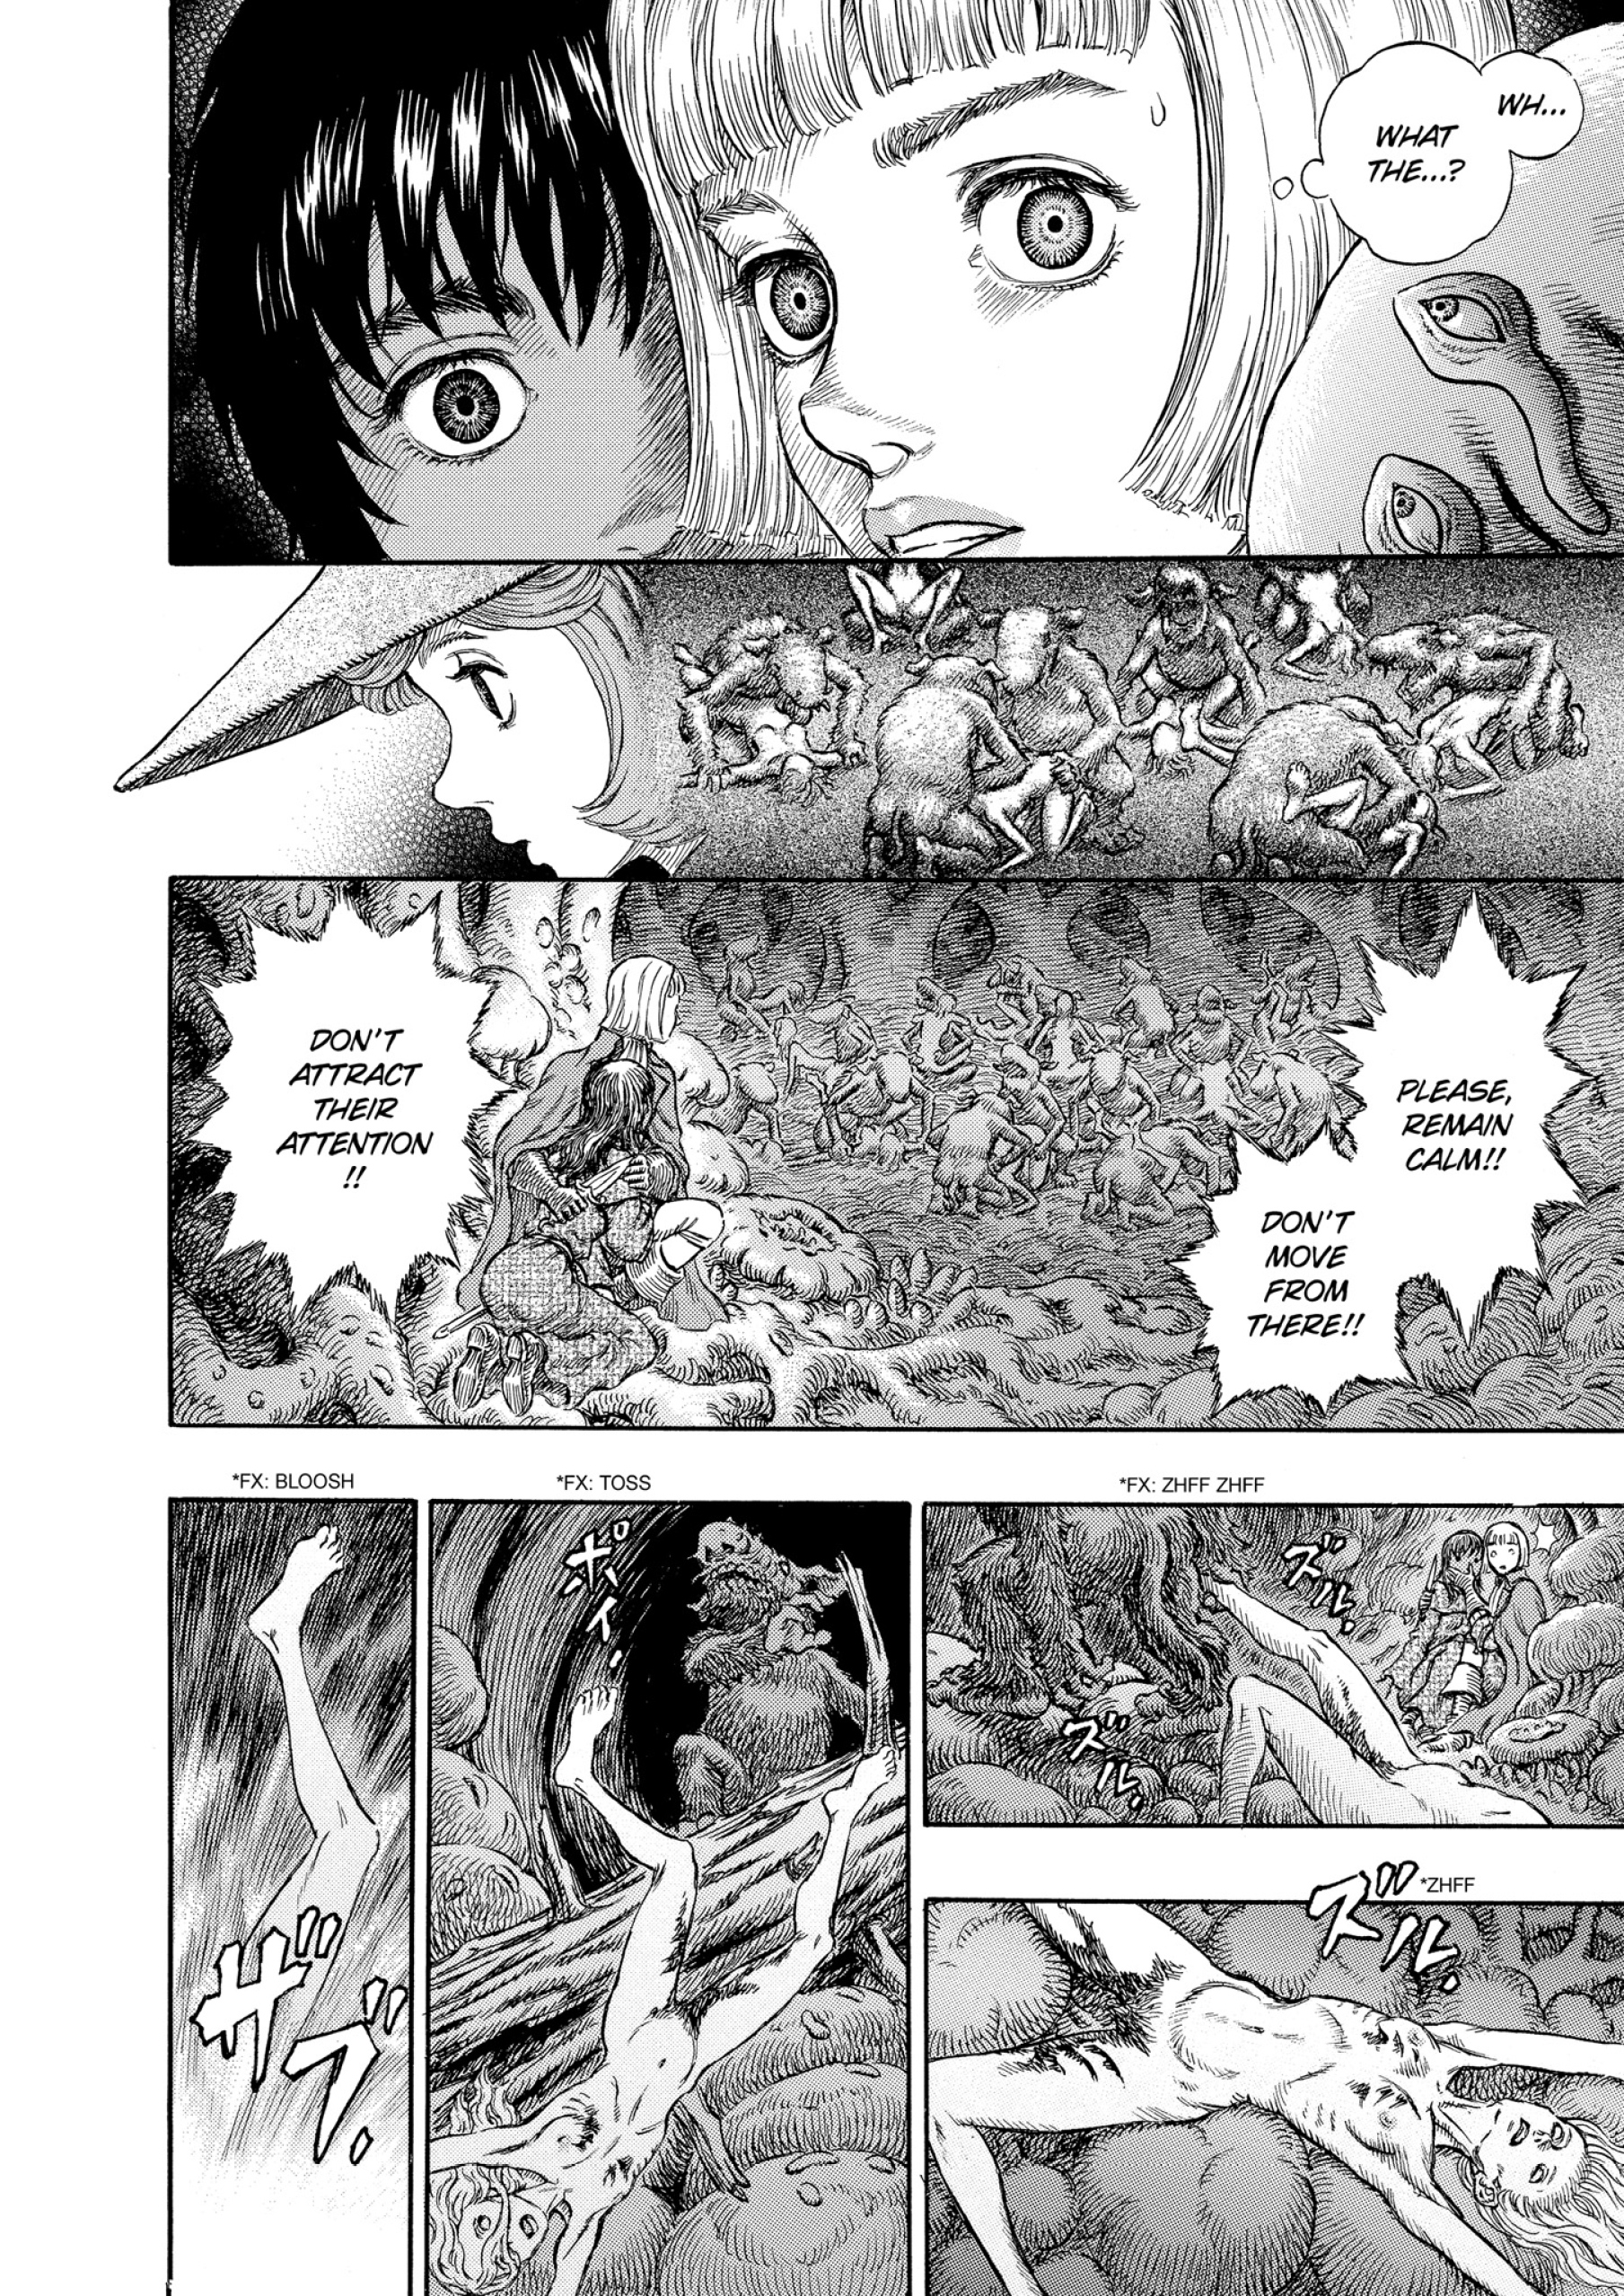 WH...
WHAT
THE...?
PLEASE,
REMAIN
CALM!!
DON'T
MOVE
FROM
THERE!!
DON'T
ATTRACT
THEIR
ATTENTION
!!
*FX: ZHFF ZHFF
ズル.
ズル.
*ZHFF
ズル.
*FX: TOSS
ポイ.
*FX: BLOOSH
ザブ.